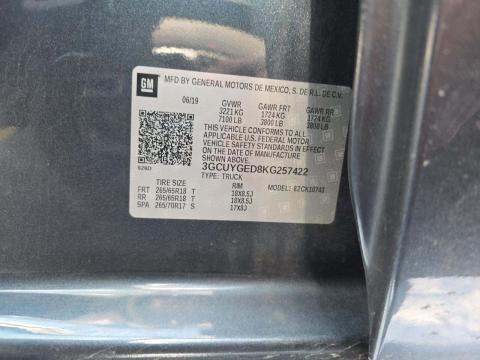 GM
MFD BY GENERAL MOTORS DE MEXICO, S. DE R.L. DE C.V.
06/19 GVWR GAWR FRT GAWR RR
3221 KG 1724 KG 1724 KG
7100 LB 3800 LB 3800 LB
THIS VEHICLE CONFORMS TO ALL
APPLICABLE U.S. FEDERAL MOTOR
VEHICLE SAFETY STANDARDS IN EFFECT
ON THE DATE OF MANUFACTURE
SHOWN ABOVE.
3GCUYGED8KG257422
TYPE: TRUCK
TIRE SIZE RIM MODEL: 82CK10743
FRT 265/65R18 T 18X8.5J
RR 265/65R18 T 18X8.5J
SPA 265/70R17 S 17X8J